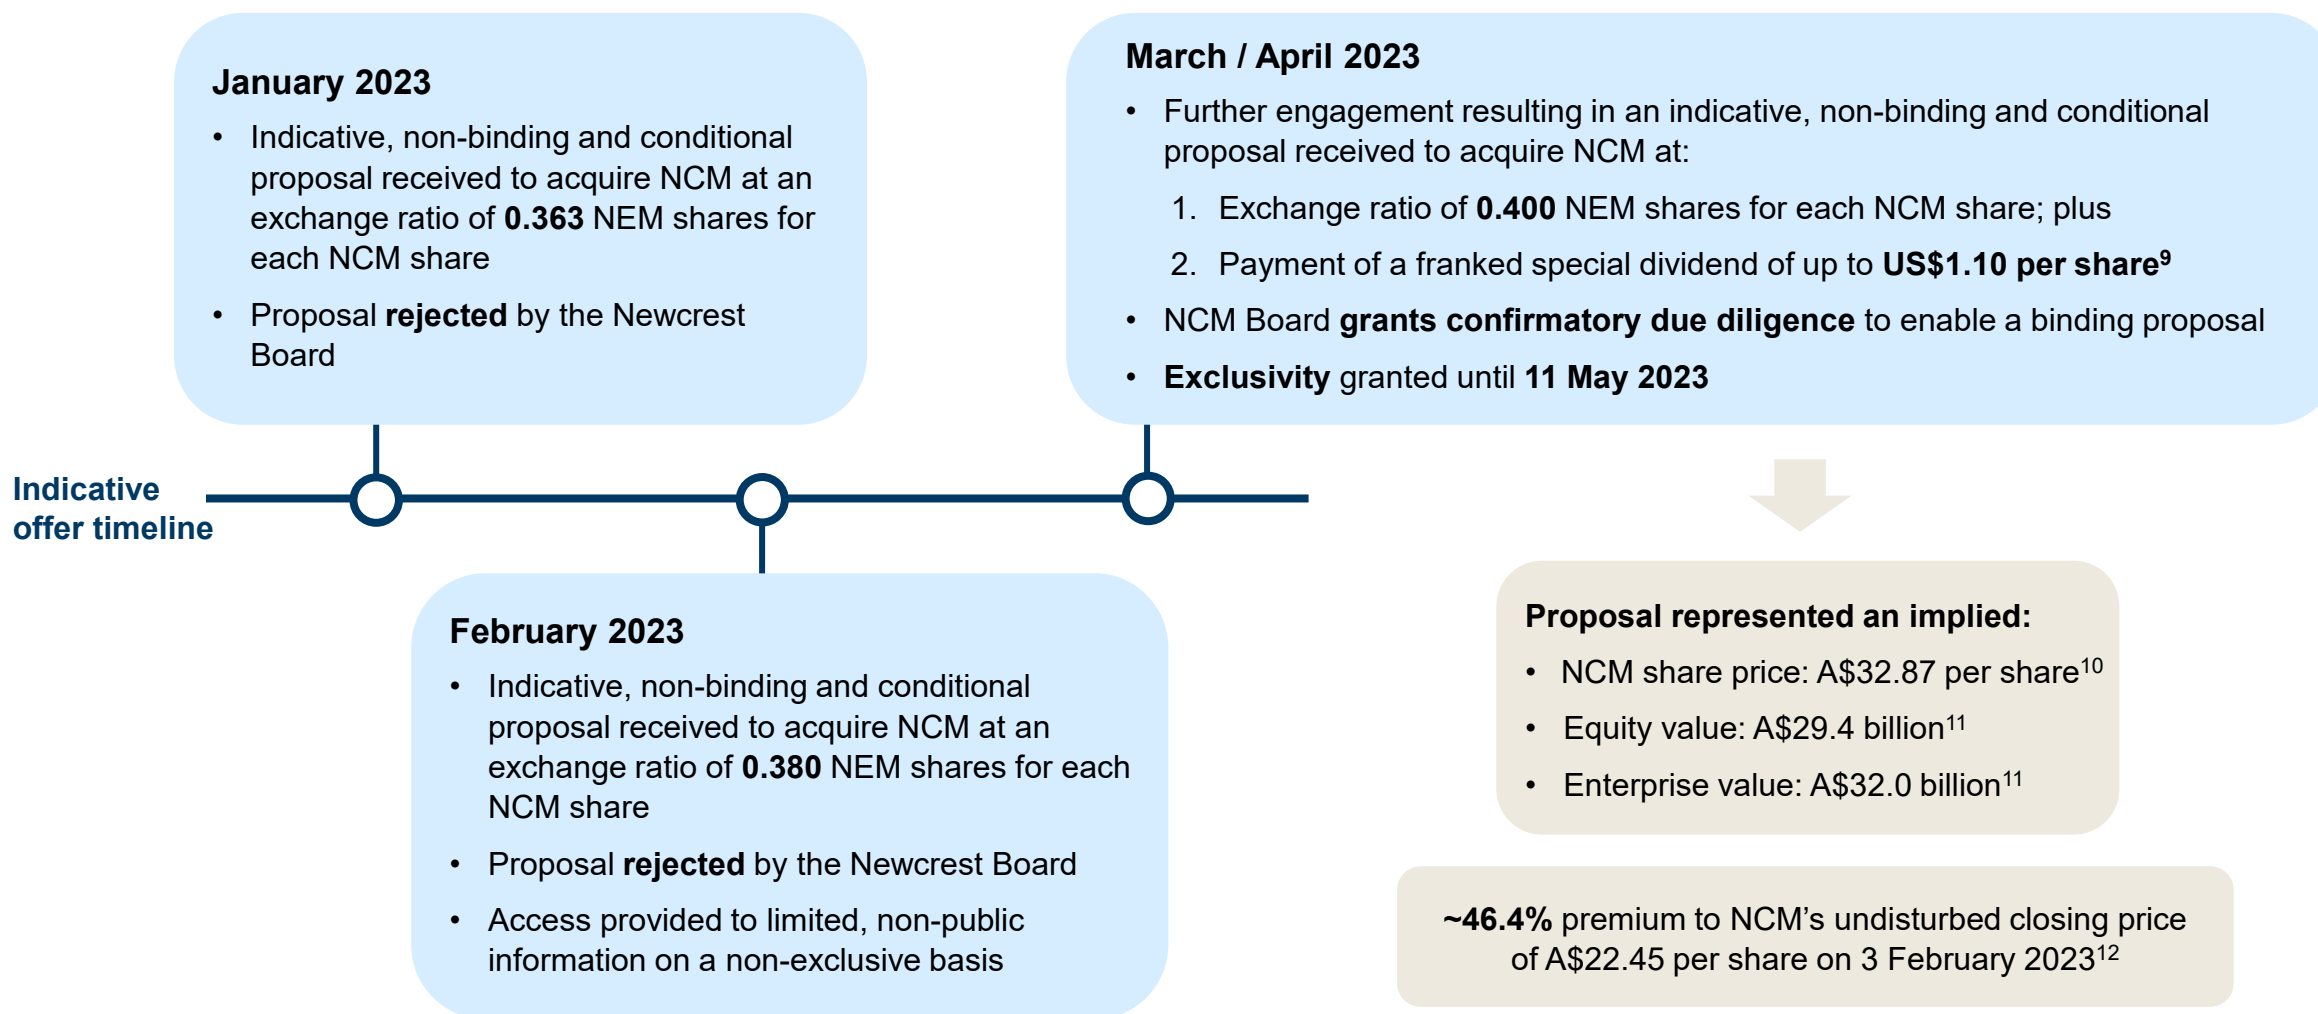 January 2023
• Indicative, non-binding and conditional
proposal received to acquire NCM at an
exchange ratio of 0.363 NEM shares for
each NCM share
• Proposal rejected by the Newcrest
Board
March / April 2023
• Further engagement resulting in an indicative, non-binding and conditional
proposal received to acquire NCM at:
1. Exchange ratio of 0.400 NEM shares for each NCM share; plus
2. Payment of a franked special dividend of up to US$1.10 per share⁹
• NCM Board grants confirmatory due diligence to enable a binding proposal
• Exclusivity granted until 11 May 2023
Indicative
offer timeline
February 2023
• Indicative, non-binding and conditional
proposal received to acquire NCM at an
exchange ratio of 0.380 NEM shares for each
NCM share
• Proposal rejected by the Newcrest Board
• Access provided to limited, non-public
information on a non-exclusive basis
Proposal represented an implied:
• NCM share price: A$32.87 per share¹⁰
• Equity value: A$29.4 billion¹¹
• Enterprise value: A$32.0 billion¹¹
~46.4% premium to NCM’s undisturbed closing price
of A$22.45 per share on 3 February 2023¹²